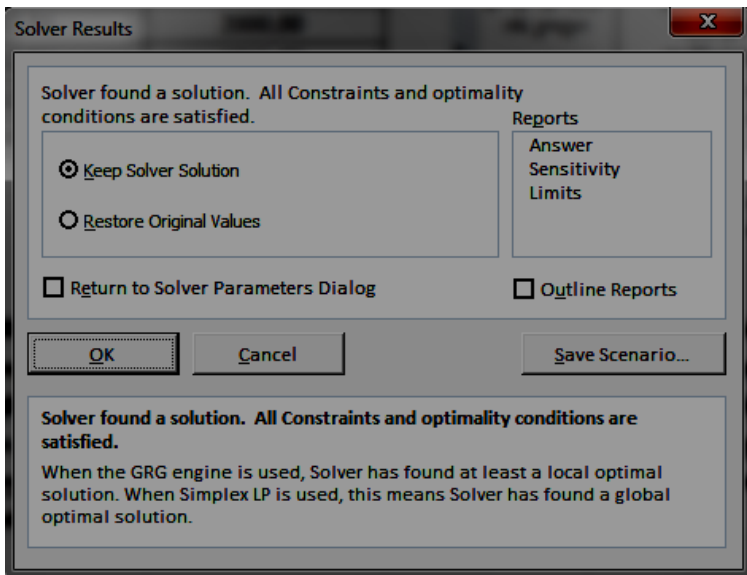 Solver Results
Solver found a solution. All Constraints and optimality
conditions are satisfied.
Reports
Keep Solver Solution
Restore Original Values
Answer
Sensitivity
Limits
Return to Solver Parameters Dialog
Outline Reports
OK
Cancel
Save Scenario...
Solver found a solution. All Constraints and optimality conditions are
satisfied.
When the GRG engine is used, Solver has found at least a local optimal
solution. When Simplex LP is used, this means Solver has found a global
optimal solution.